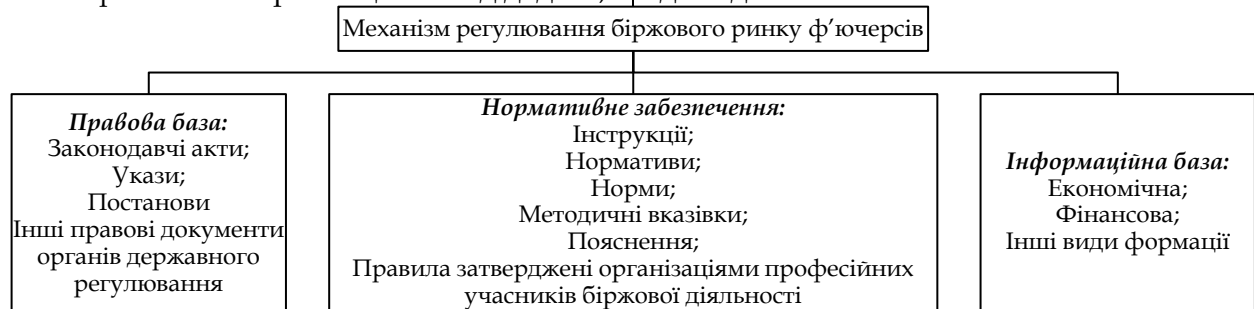 Механізм регулювання біржового ринку ф’ючерсів
Правова база:
Законодавчі акти;
Укази;
Постанови
Інші правові документи
органів державного
регулювання
Нормативне забезпечення:
Інструкції;
Нормативи;
Норми;
Методичні вказівки;
Пояснення;
Правила затверджені організаціями професійних
учасників біржової діяльності
Інформаційна база:
Економічна;
Фінансова;
Інші види формації